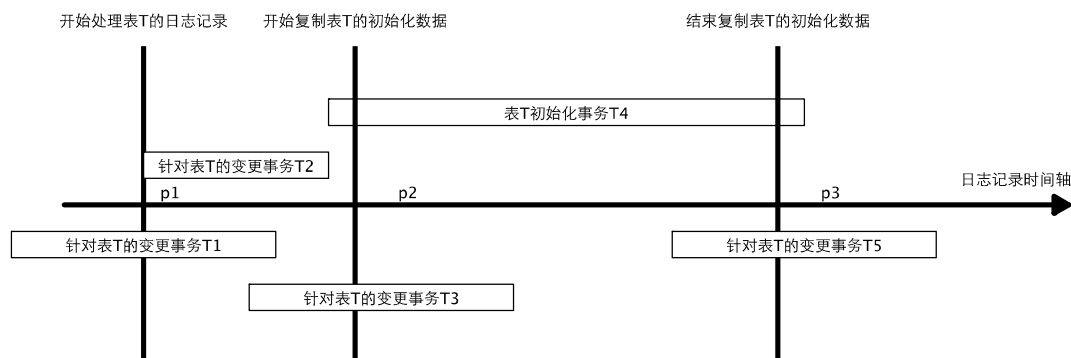 开始处理表T的日志记录
开始复制表T的初始化数据
结束复制表T的初始化数据
表T初始化事务T4
针对表T的变更事务T2
p1
p2
p3
日志记录时间轴
针对表T的变更事务T1
针对表T的变更事务T5
针对表T的变更事务T3